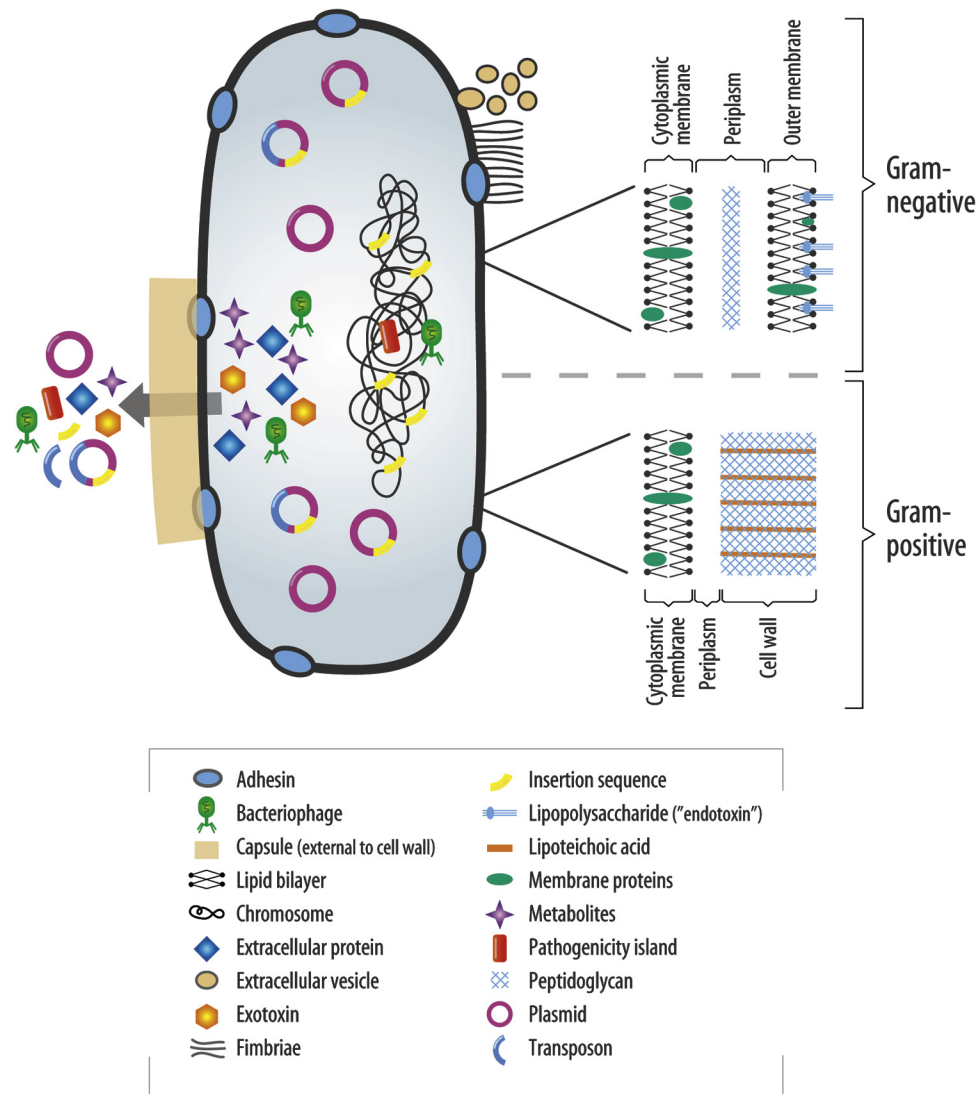 Cytoplasmic
membrane
Periplasm
Outer membrane
Gram-
negative
Gram-
positive
Cytoplasmic
membrane
Periplasm
Cell wall
Adhesin
Bacteriophage
Capsule (external to cell wall)
Lipid bilayer
Chromosome
Extracellular protein
Extracellular vesicle
Exotoxin
Fimbriae
Insertion sequence
Lipopolysaccharide (”endotoxin”)
Lipoteichoic acid
Membrane proteins
Metabolites
Pathogenicity island
Peptidoglycan
Plasmid
Transposon